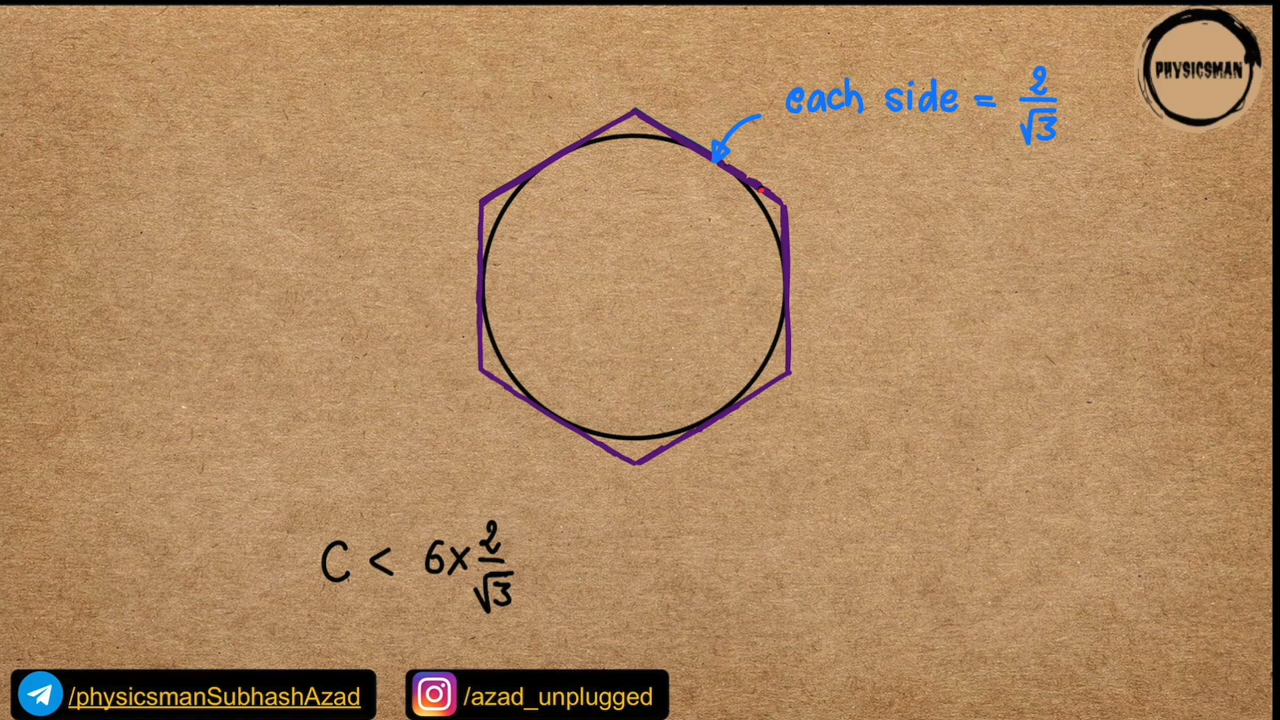 PHYSICSMAN
each side = 2/√3
C < 6 x 2/√3
/physicsmanSubhashAzad
/azad_unplugged